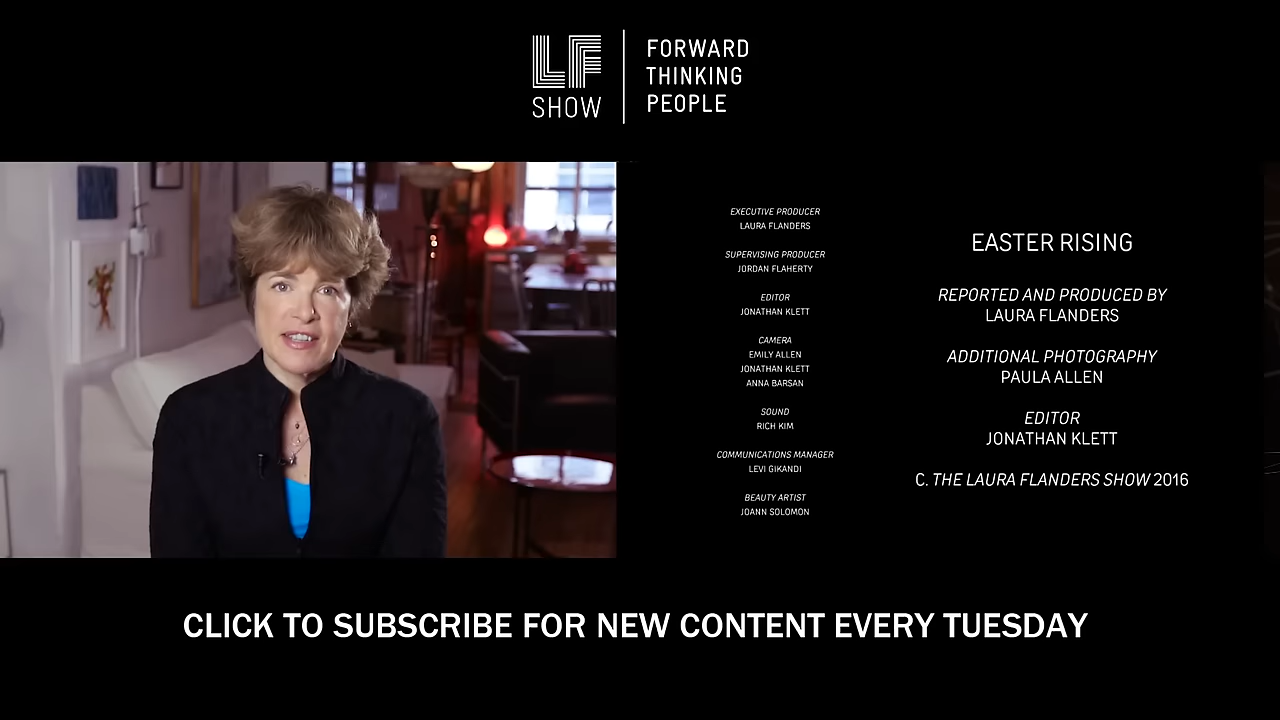 LF
SHOW
FORWARD
THINKING
PEOPLE
EXECUTIVE PRODUCER
LAURA FLANDERS
SUPERVISING PRODUCER
JORDAN FLAHERTY
EDITOR
JONATHAN KLETT
CAMERA
EMILY ALLEN
JONATHAN KLETT
ANNA BARSAN
SOUND
RICH KIM
COMMUNICATIONS MANAGER
LEVI GIKANDI
BEAUTY ARTIST
JOANN SOLOMON
EASTER RISING
REPORTED AND PRODUCED BY
LAURA FLANDERS
ADDITIONAL PHOTOGRAPHY
PAULA ALLEN
EDITOR
JONATHAN KLETT
C. THE LAURA FLANDERS SHOW 2016
CLICK TO SUBSCRIBE FOR NEW CONTENT EVERY TUESDAY